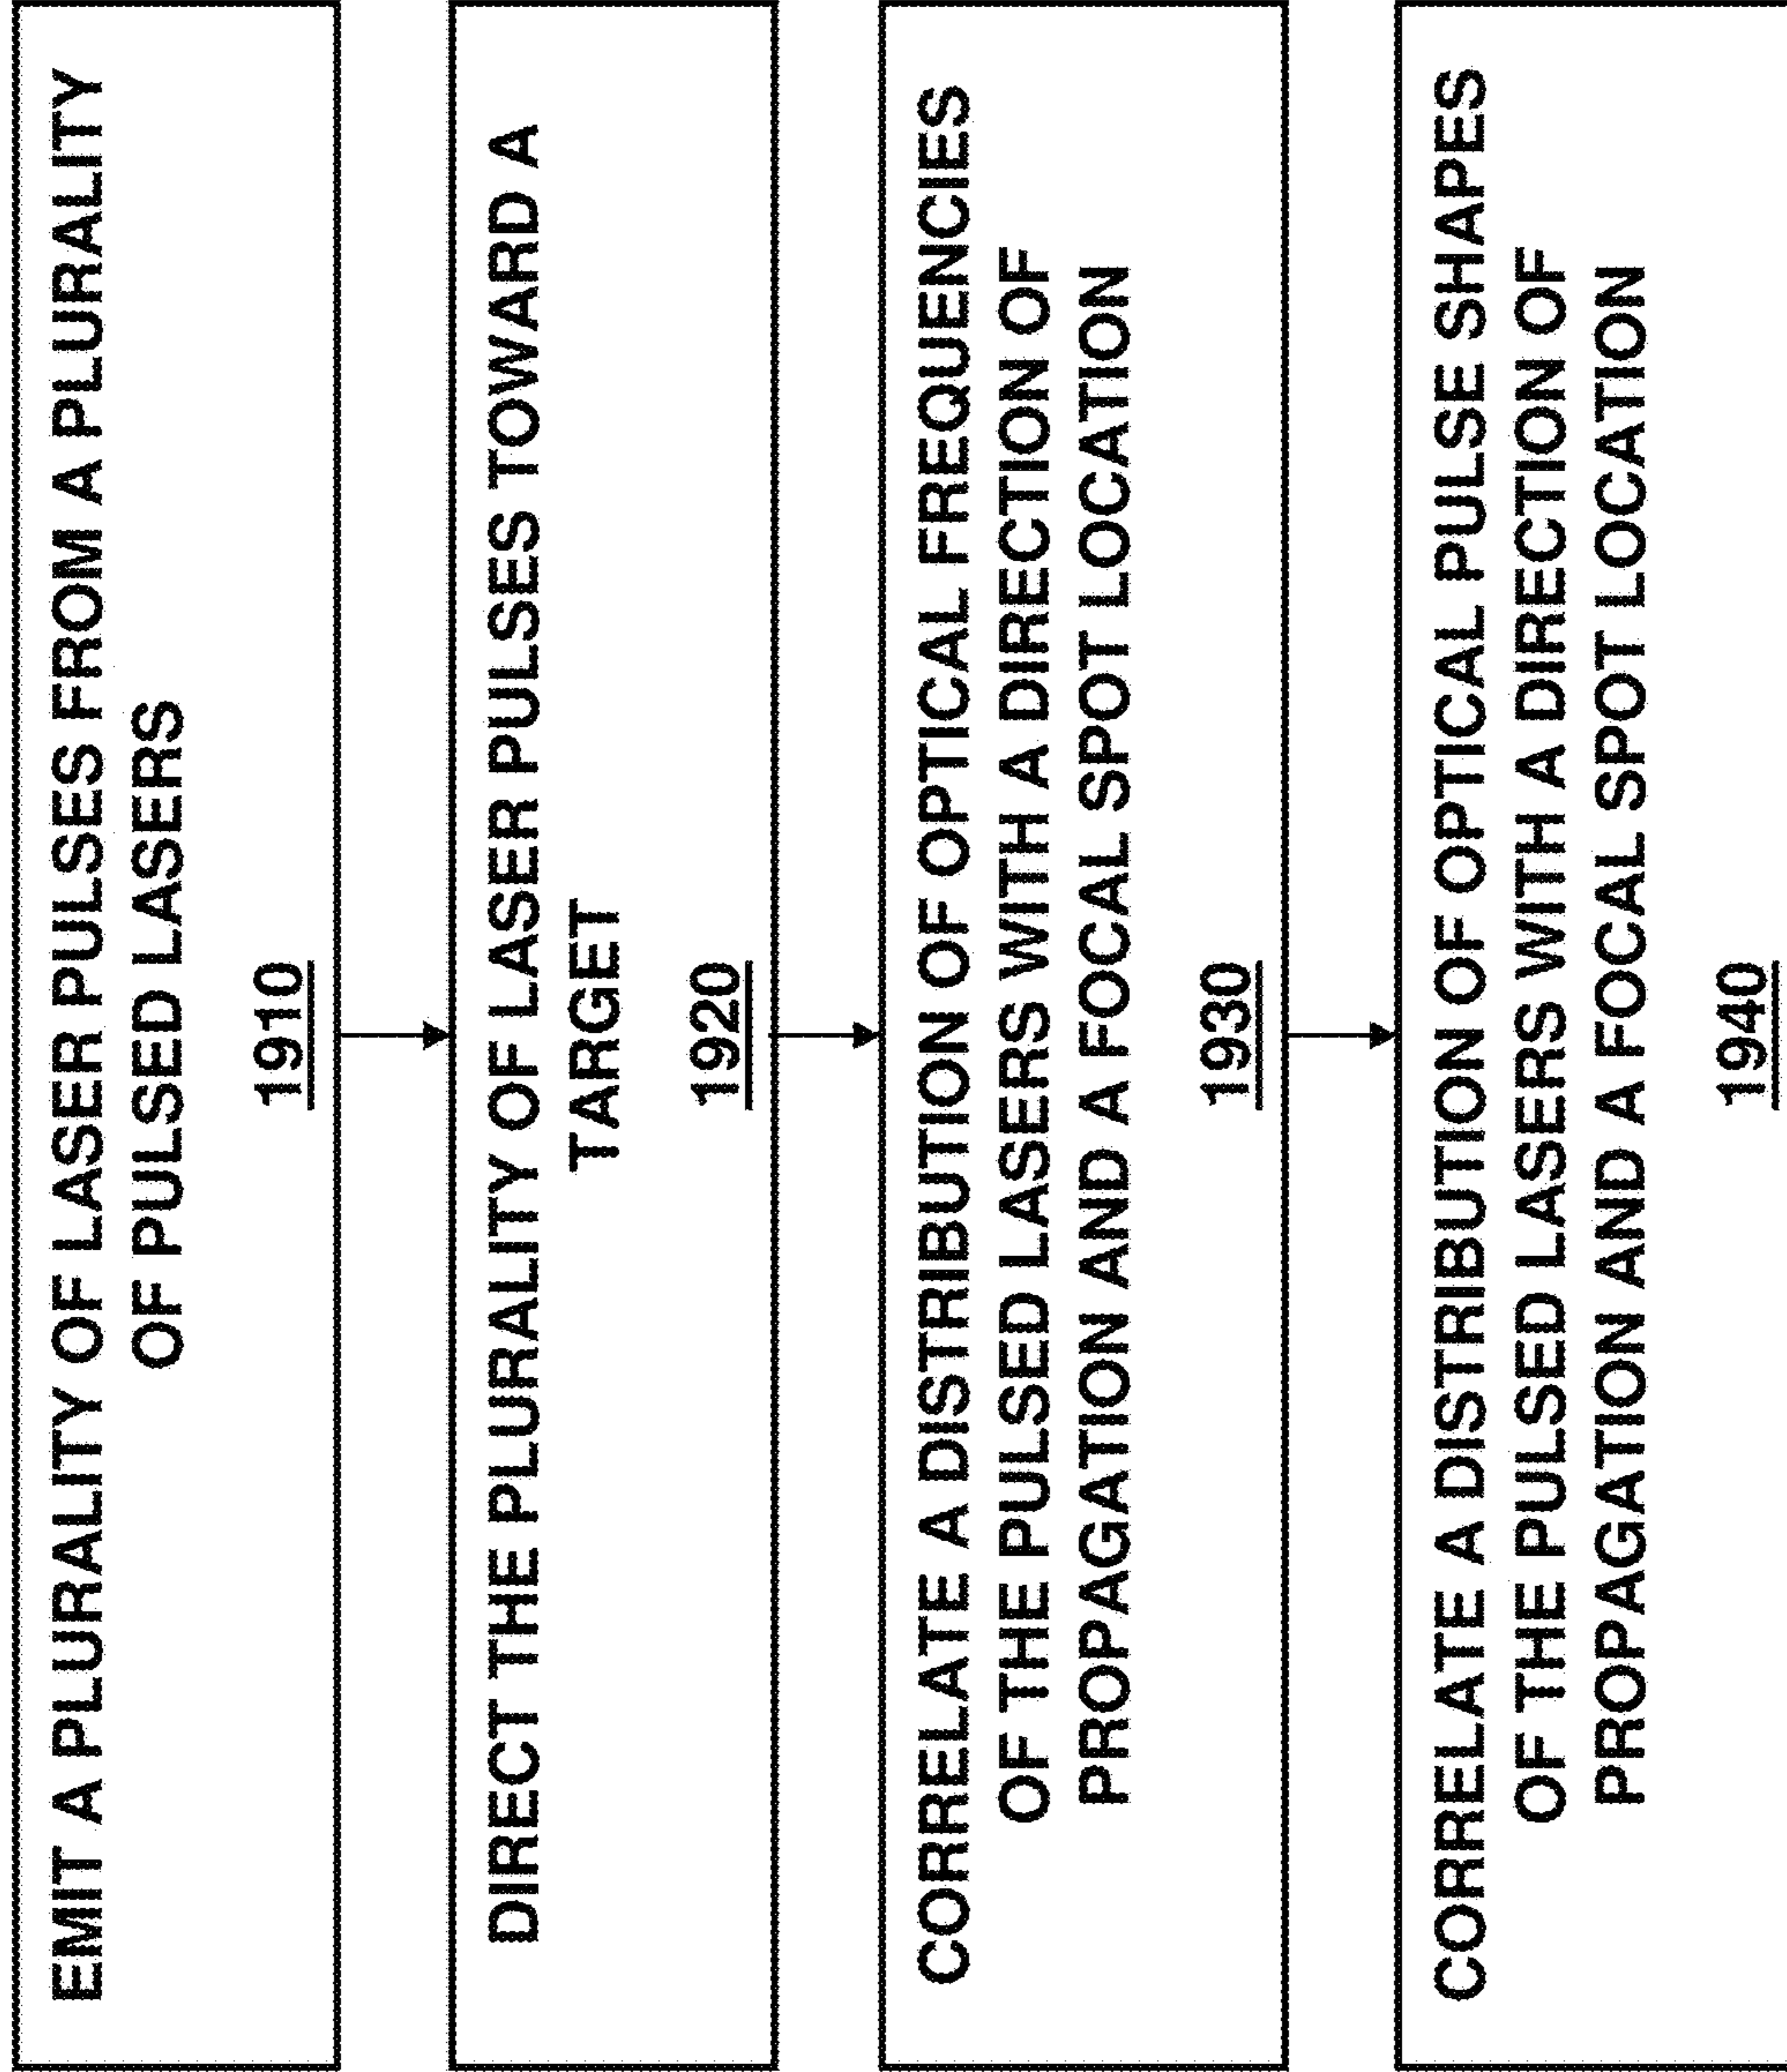 EMIT A PLURALITY OF LASER PULSES FROM A PLURALITY
OF PULSED LASERS
1910
DIRECT THE PLURALITY OF LASER PULSES TOWARD A
TARGET
1920
CORRELATE A DISTRIBUTION OF OPTICAL FREQUENCIES
OF THE PULSED LASERS WITH A DIRECTION OF
PROPAGATION AND A FOCAL SPOT LOCATION
1930
CORRELATE A DISTRIBUTION OF OPTICAL PULSE SHAPES
OF THE PULSED LASERS WITH A DIRECTION OF
PROPAGATION AND A FOCAL SPOT LOCATION
1940